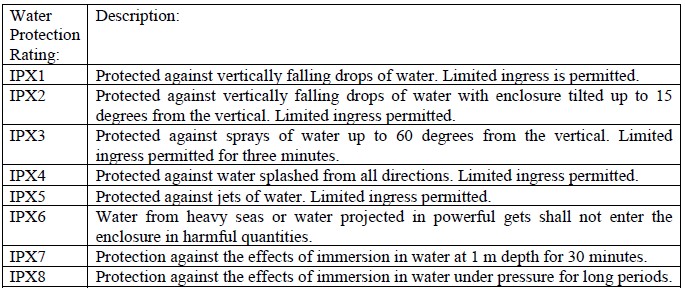 Water Description:
Protection
Rating:
IPX1 Protected against vertically falling drops of water. Limited ingress is permitted.
IPX2 Protected against vertically falling drops of water with enclosure tilted up to 15
degrees from the vertical. Limited ingress permitted.
IPX3 Protected against sprays of water up to 60 degrees from the vertical. Limited
ingress permitted for three minutes.
IPX4 Protected against water splashed from all directions. Limited ingress permitted.
IPX5 Protected against jets of water. Limited ingress permitted.
IPX6 Water from heavy seas or water projected in powerful gets shall not enter the
enclosure in harmful quantities.
IPX7 Protection against the effects of immersion in water at 1 m depth for 30 minutes.
IPX8 Protection against the effects of immersion in water under pressure for long periods.